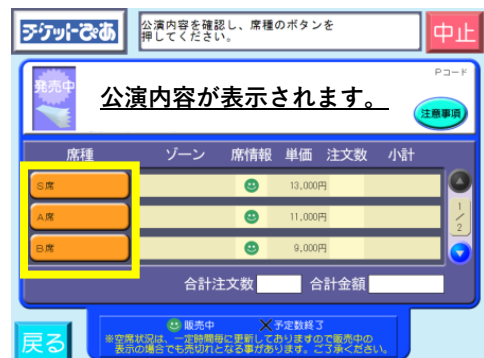 チケットぴあ
公演内容を確認し、席種のボタンを
押してください。
中止
発売中
Pコード
公演内容が表示されます。
注意事項
席種 ゾーン 席情報 単価 注文数 小計
S席 13,000円
A席 11,000円
B席 9,000円
1/2
合計注文数 合計金額
戻る
販売中 ×予定数終了
※空席状況は、一定時間毎に更新しておりますので販売中の
表示の場合でも売切れとなる事があります。ご了承ください。